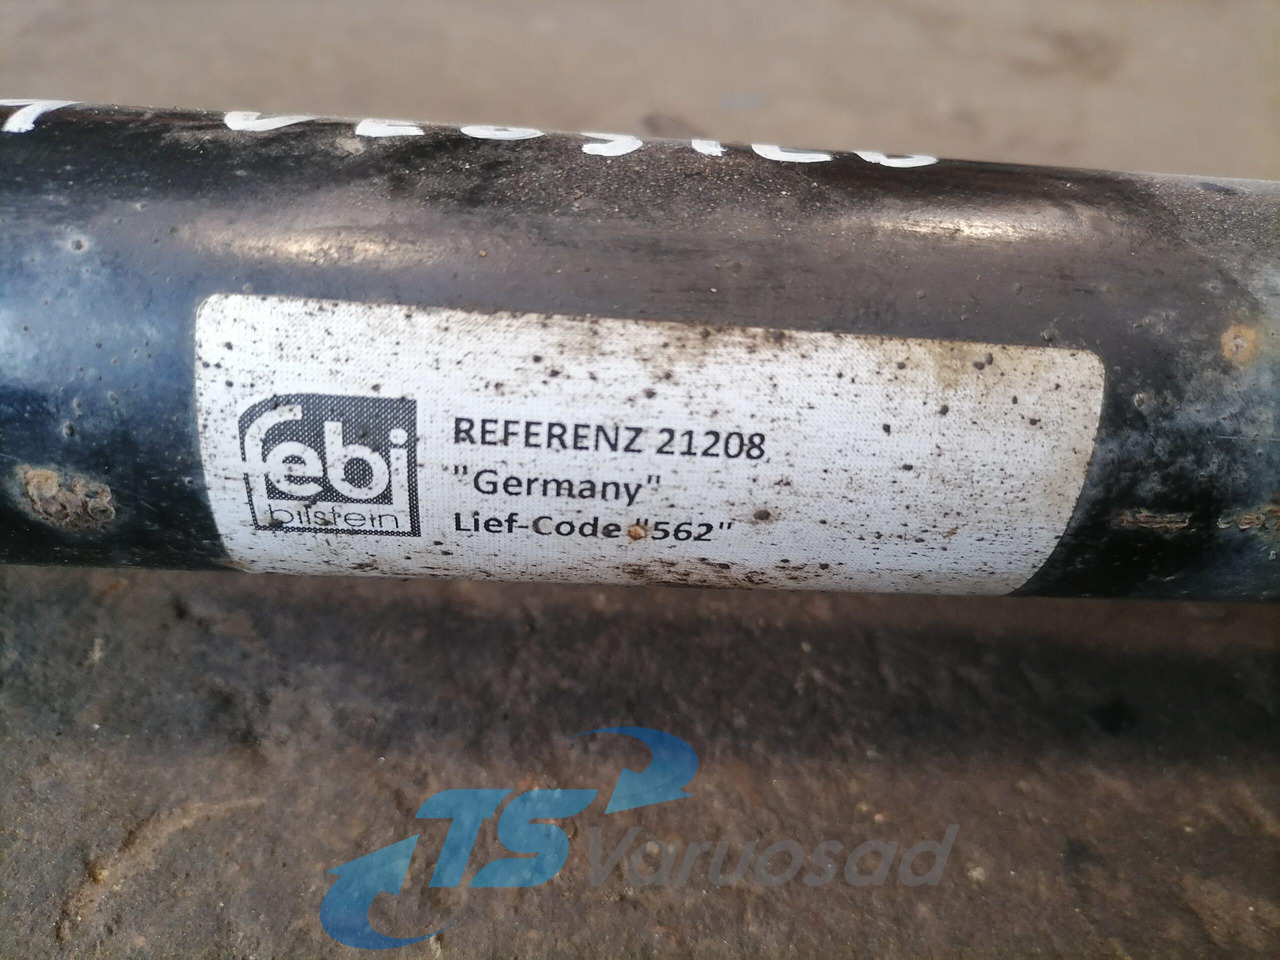 febi
bilstein
REFERENZ 21208
"Germany"
Lief-Code "562"
TS Varuosad